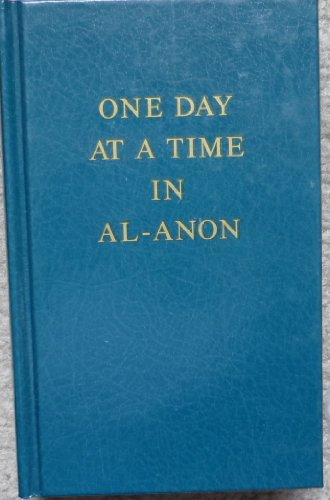 ONE DAY
AT A TIME
IN
AL-ANON